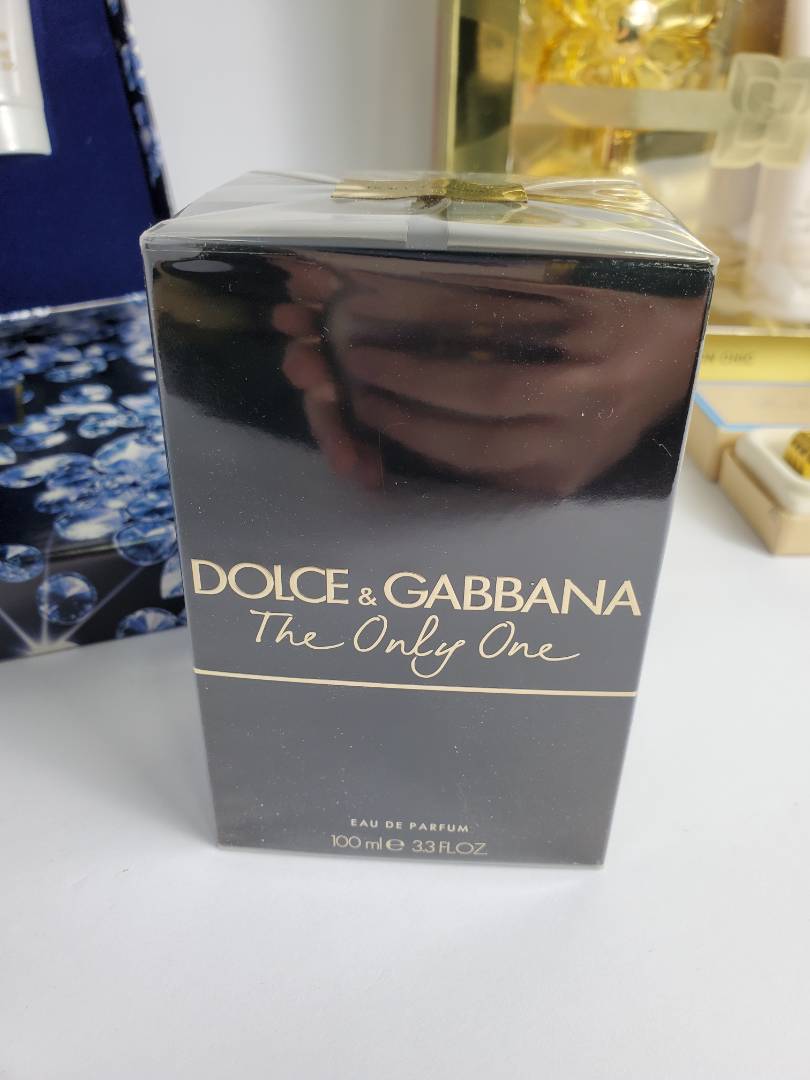 DOLCE & GABBANA
The Only One
EAU DE PARFUM
100 ml ℮ 3.3 FL.OZ